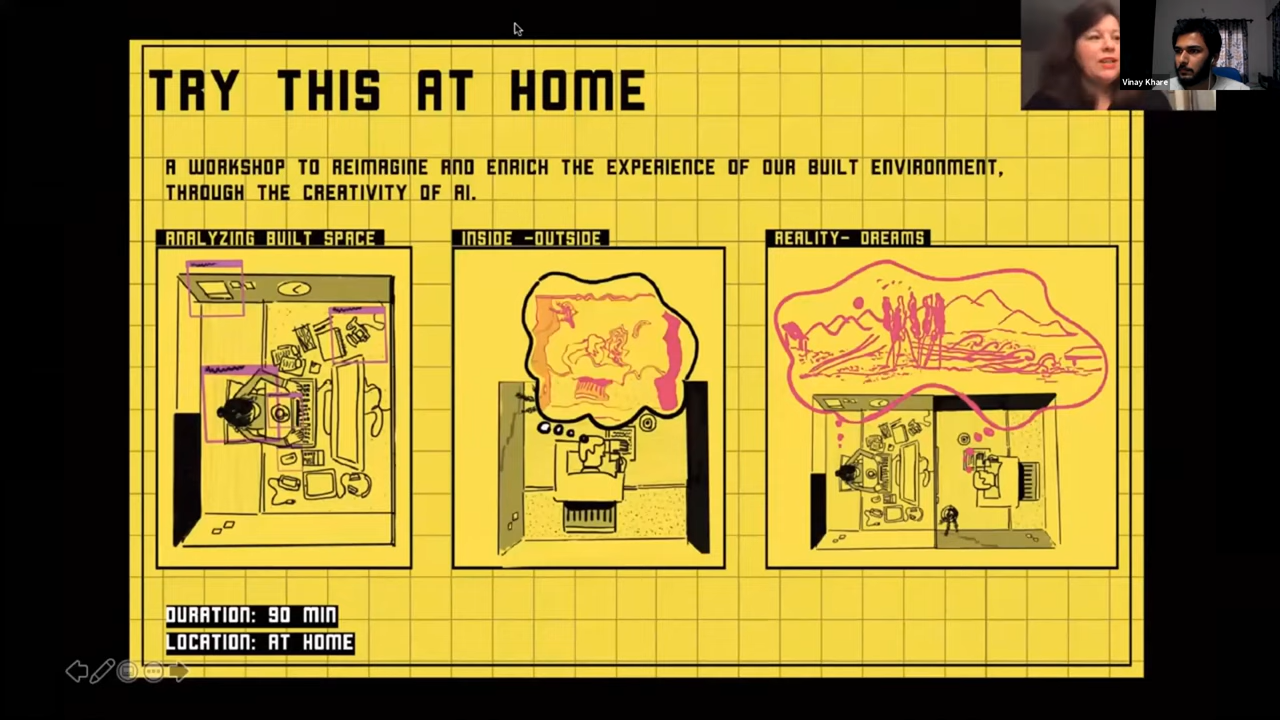 TRY THIS AT HOME
A WORKSHOP TO REIMAGINE AND ENRICH THE EXPERIENCE OF OUR BUILT ENVIRONMENT,
THROUGH THE CREATIVITY OF AI.
ANALYZING BUILT SPACE
INSIDE -OUTSIDE
REALITY- DREAMS
DURATION: 90 MIN
LOCATION: AT HOME
Vinay Khare